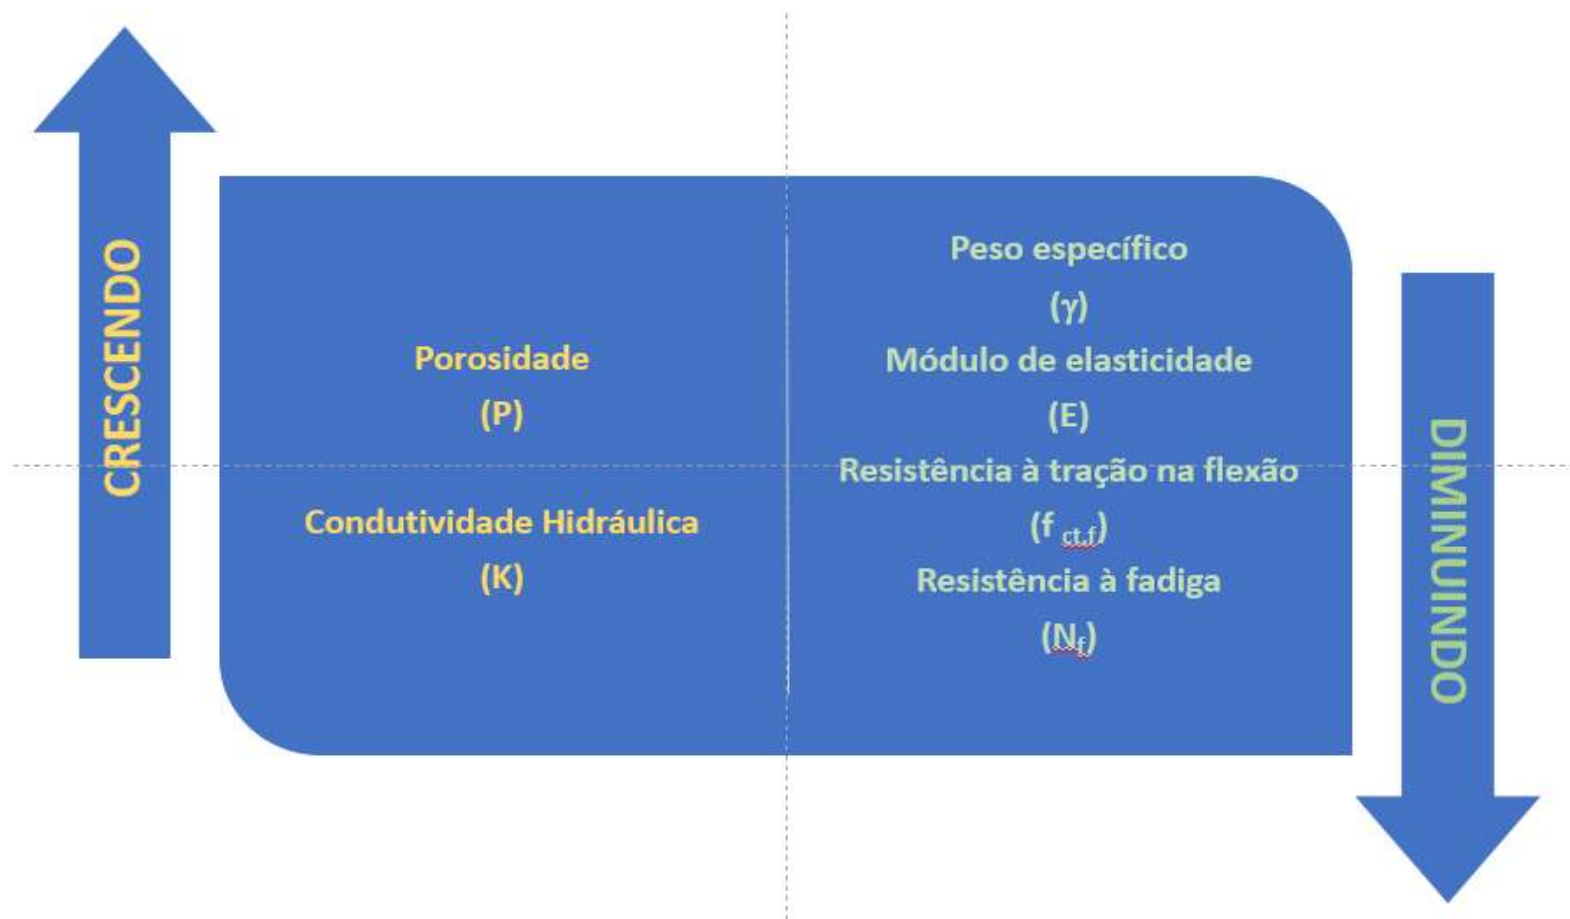 CRESCENDO
Porosidade
(P)
Condutividade Hidráulica
(K)
Peso específico
(γ)
Módulo de elasticidade
(E)
Resistência à tração na flexão
(f ct,f)
Resistência à fadiga
(Nf)
DIMINUINDO